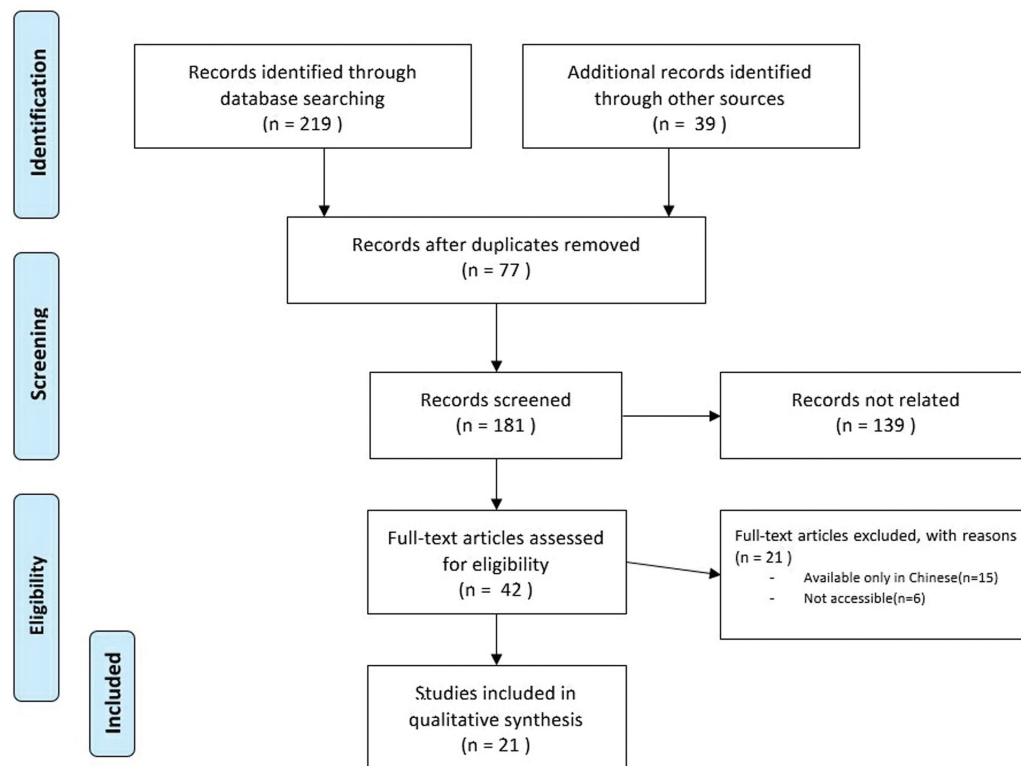 Identification
Records identified through
database searching
(n = 219 )
Additional records identified
through other sources
(n = 39 )
Records after duplicates removed
(n = 77 )
Screening
Records screened
(n = 181 )
Records not related
(n = 139 )
Eligibility
Full-text articles assessed
for eligibility
(n = 42 )
Full-text articles excluded, with reasons
(n = 21 )
- Available only in Chinese(n=15)
- Not accessible(n=6)
Included
Studies included in
qualitative synthesis
(n = 21 )